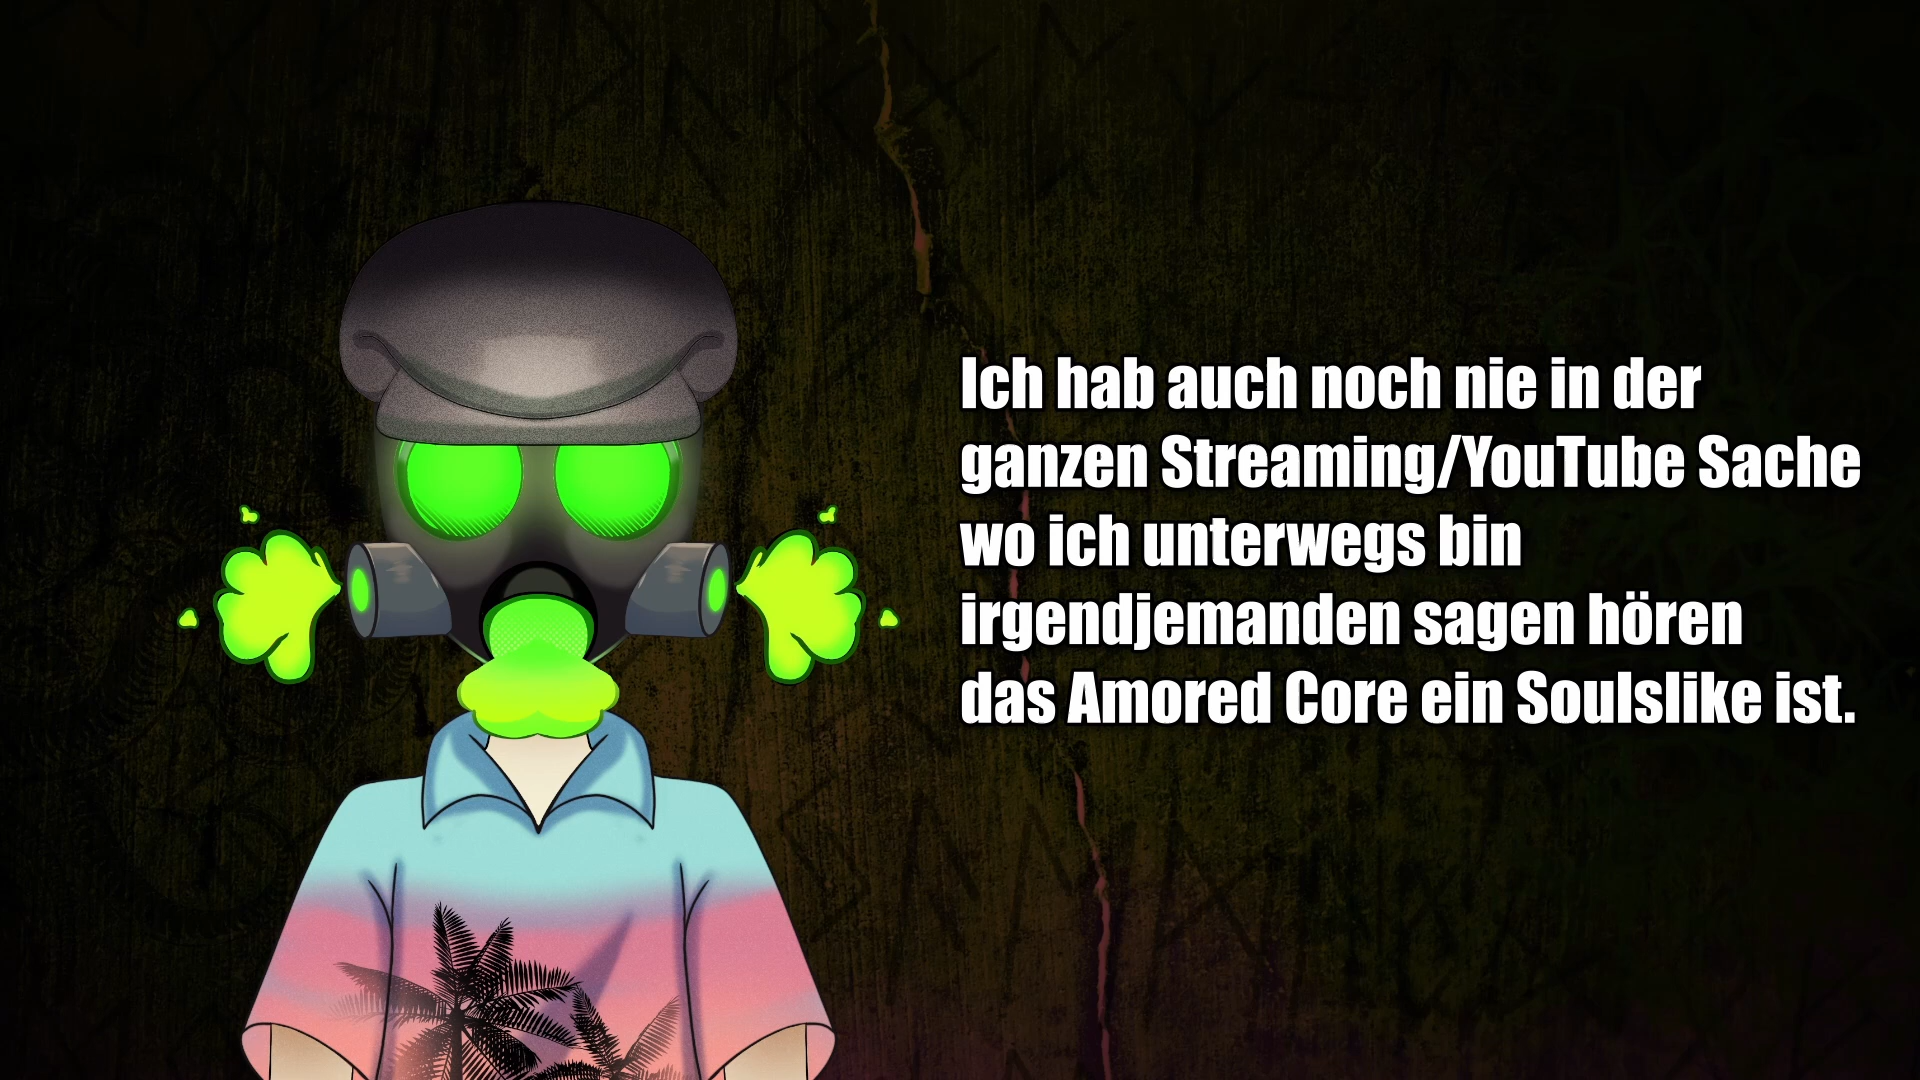 Ich hab auch noch nie in der
ganzen Streaming/YouTube Sache
wo ich unterwegs bin
irgendjemanden sagen hören
das Amored Core ein Soulslike ist.